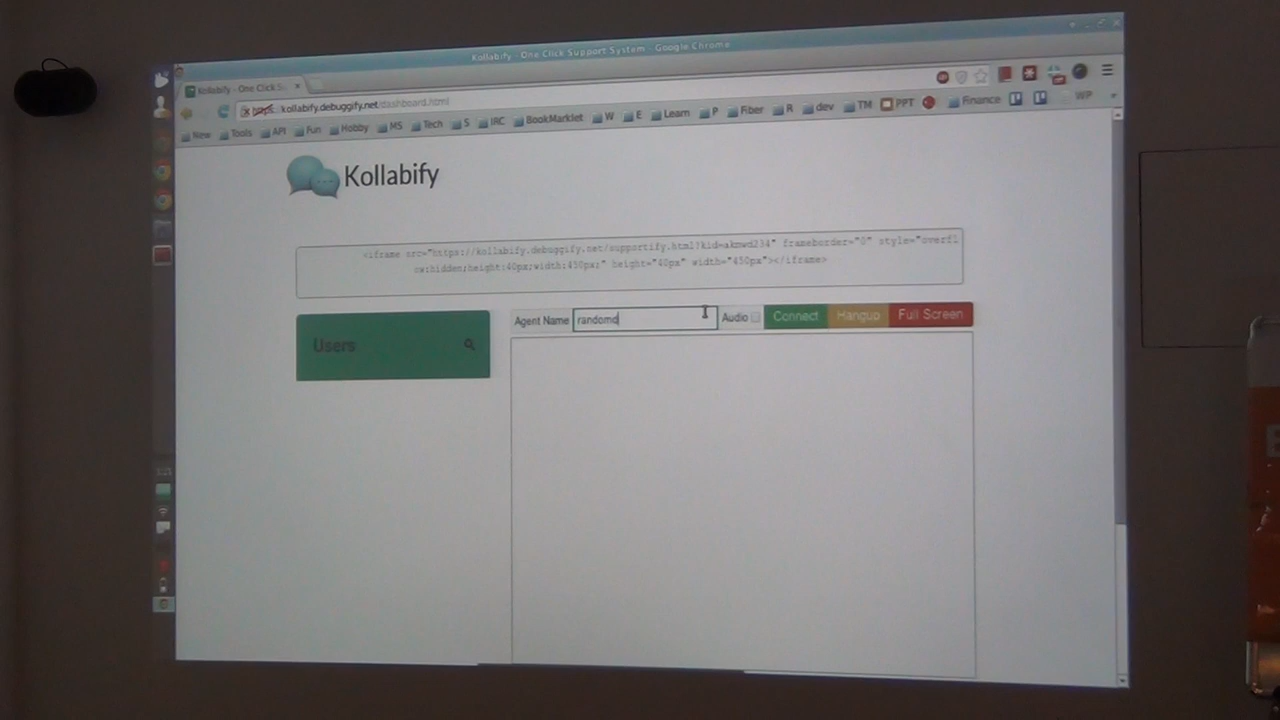 Kollabify - One Click Support System - Google Chrome
Kollabify - One Click Su
https: kollabify.debuggify.net/dashboard.html
New Tools API Fun Hobby MS Tech S IRC BookMarklet W E Learn P Fiber R dev TM PPT Finance WP
Kollabify
<iframe src="https://kollabify.debuggify.net/supportify.html?kid=akmwd234" frameborder="0" style="overfl
ow:hidden;height:40px;width:450px;" height="40px" width="450px"></iframe>
Agent Name randomd Audio Connect Hangup Full Screen
Users